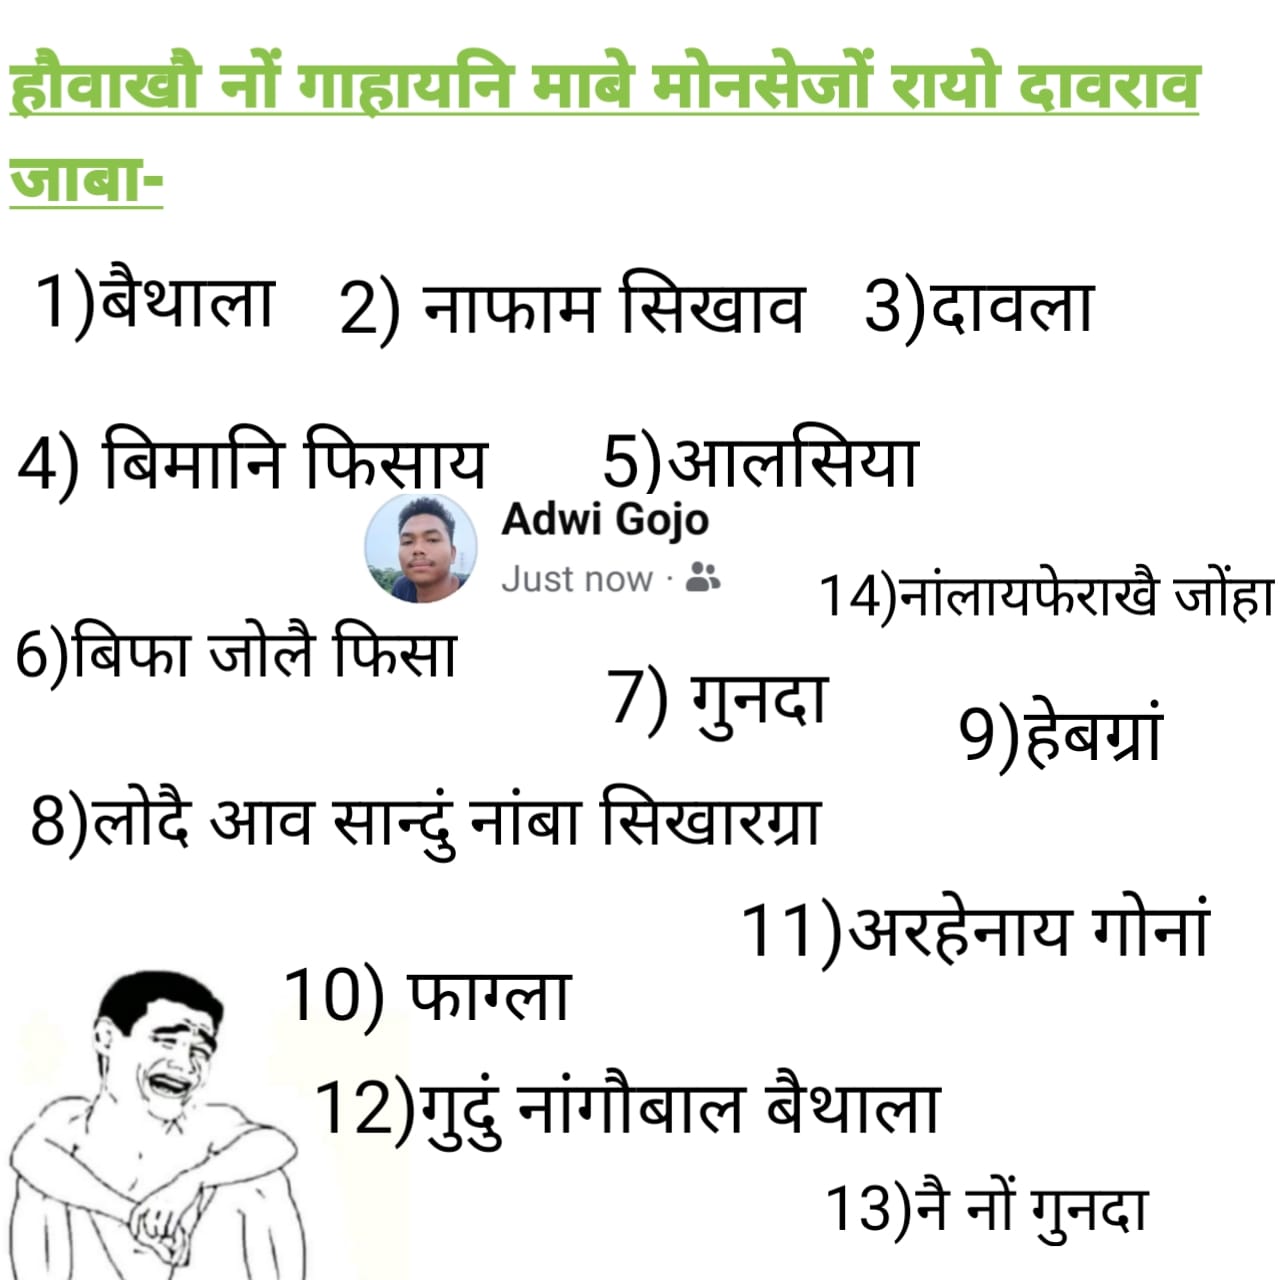 हौवाखौ नों गाहायनि माबे मोनसेजों रायो दावराव
जाबा-
1)बैथाला 2) नाफाम सिखाव 3)दावला
4) बिमानि फिसाय 5)आलसिया
Adwi Gojo
Just now ·
14)नांलायफेराखै जोंहा
6)बिफा जोलै फिसा
7) गुनदा
9)हेबग्रां
8)लोदै आव सान्दुं नांबा सिखारग्रा
11)अरहेनाय गोनां
10) फाग्ला
12)गुदुं नांगौबाल बैथाला
13)नै नों गुनदा